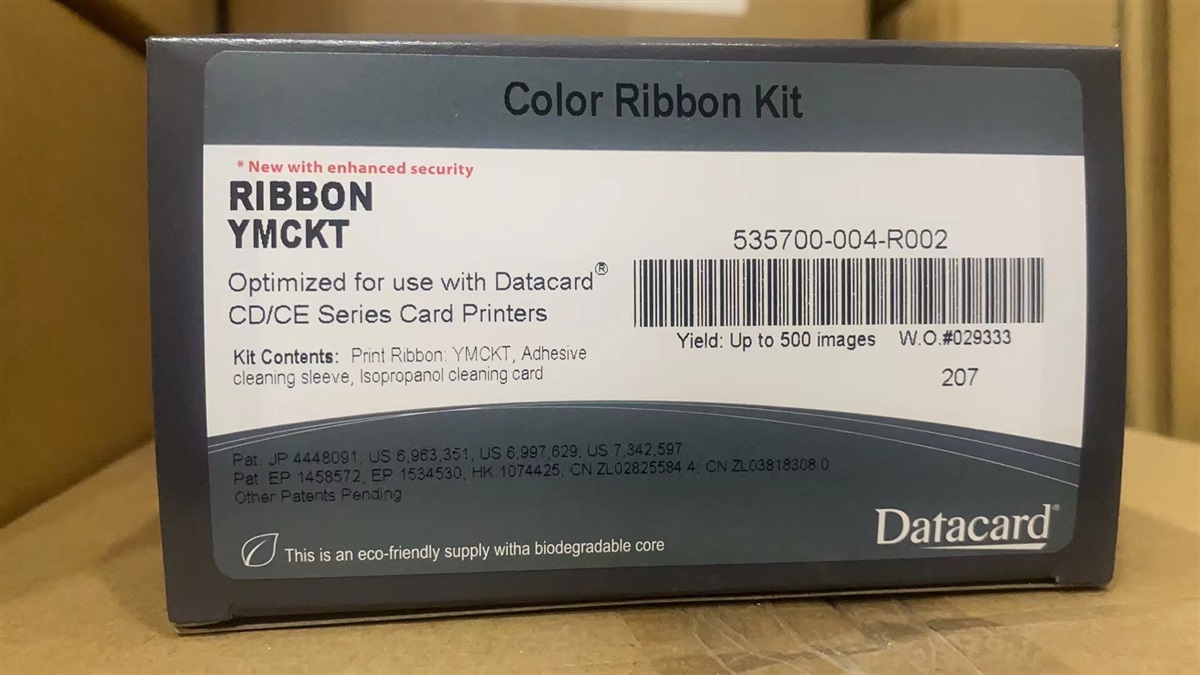 Color Ribbon Kit
* New with enhanced security
RIBBON
YMCKT
Optimized for use with Datacard®
CD/CE Series Card Printers
Kit Contents: Print Ribbon: YMCKT, Adhesive
cleaning sleeve, Isopropanol cleaning card
535700-004-R002
Yield: Up to 500 images W.O.#029333
207
Pat. JP 4448091, US 6,963,351, US 6,997,629, US 7,342,597
Pat. EP 1458572, EP 1534530, HK 1074425, CN ZL02825584.4, CN ZL03818308.0
Other Patents Pending
This is an eco-friendly supply witha biodegradable core
Datacard®